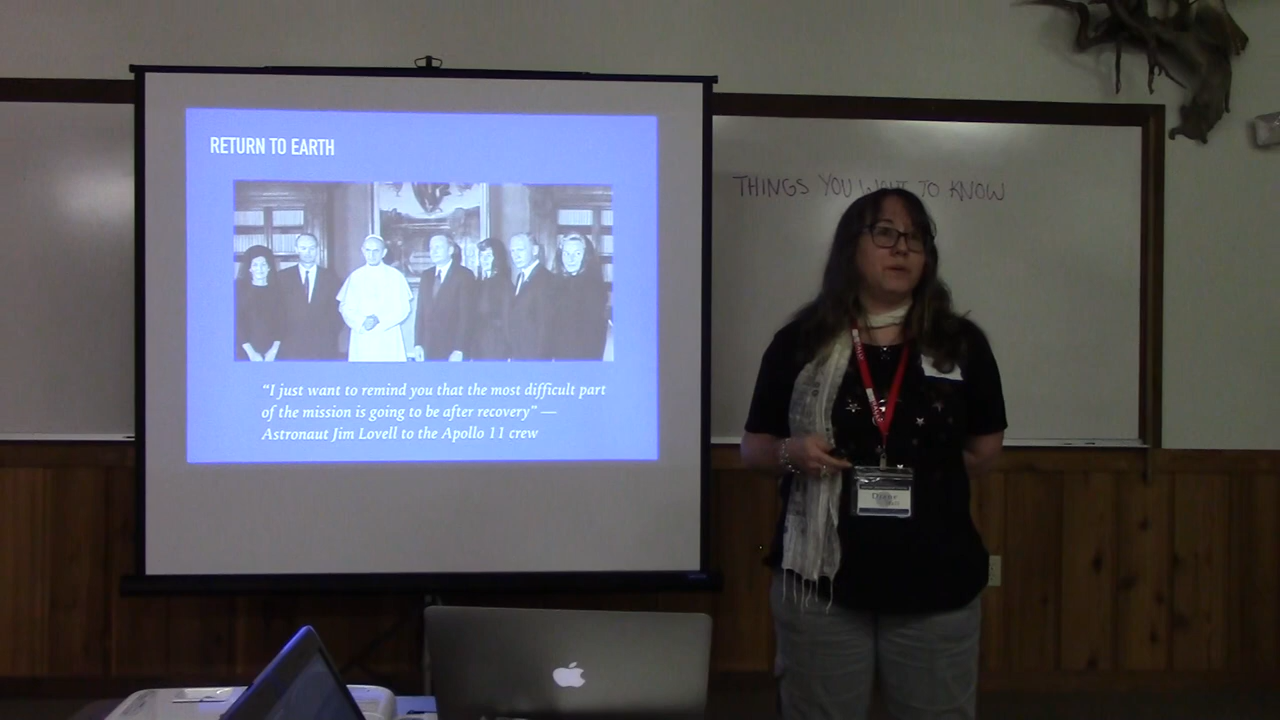 RETURN TO EARTH
“I just want to remind you that the most difficult part
of the mission is going to be after recovery” —
Astronaut Jim Lovell to the Apollo 11 crew
THINGS YOU WANT TO KNOW